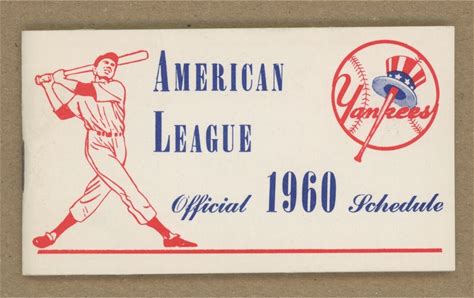 AMERICAN
LEAGUE
Official 1960 Schedule
Yankees